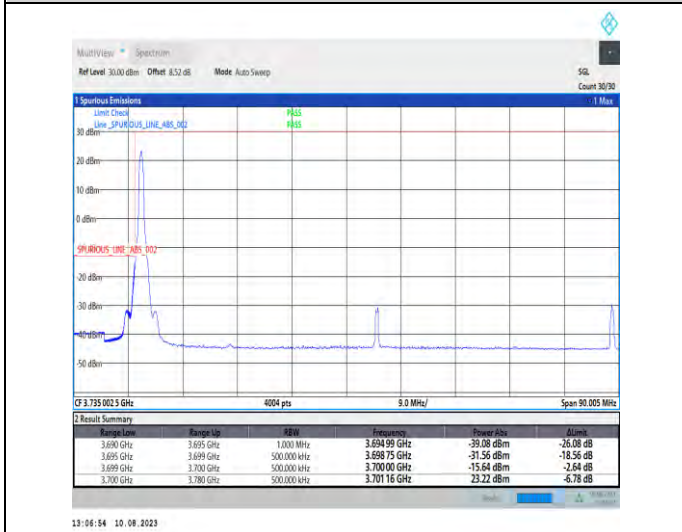 MultiView Spectrum
Ref Level 30.00 dBm Offset 8.52 dB Mode Auto Sweep SGL
Count 30/30
1 Spurious Emissions 1 Max
Limit Check PASS
Line _SPURIOUS_LINE_ABS_002 PASS
30 dBm
20 dBm
10 dBm
0 dBm
SPURIOUS_LINE_ABS_002
-20 dBm
-30 dBm
-40 dBm
-50 dBm
CF 3.735 002 5 GHz 4004 pts 9.0 MHz/ Span 90.005 MHz
2 Result Summary
Range Low Range Up RBW Frequency Power Abs ΔLimit
3.690 GHz 3.695 GHz 1.000 MHz 3.694 99 GHz -39.08 dBm -26.08 dB
3.695 GHz 3.699 GHz 500.000 kHz 3.698 75 GHz -31.56 dBm -18.56 dB
3.699 GHz 3.700 GHz 500.000 kHz 3.700 00 GHz -15.64 dBm -2.64 dB
3.700 GHz 3.780 GHz 500.000 kHz 3.701 16 GHz 23.22 dBm -6.78 dB
13:06:54 10.08.2023